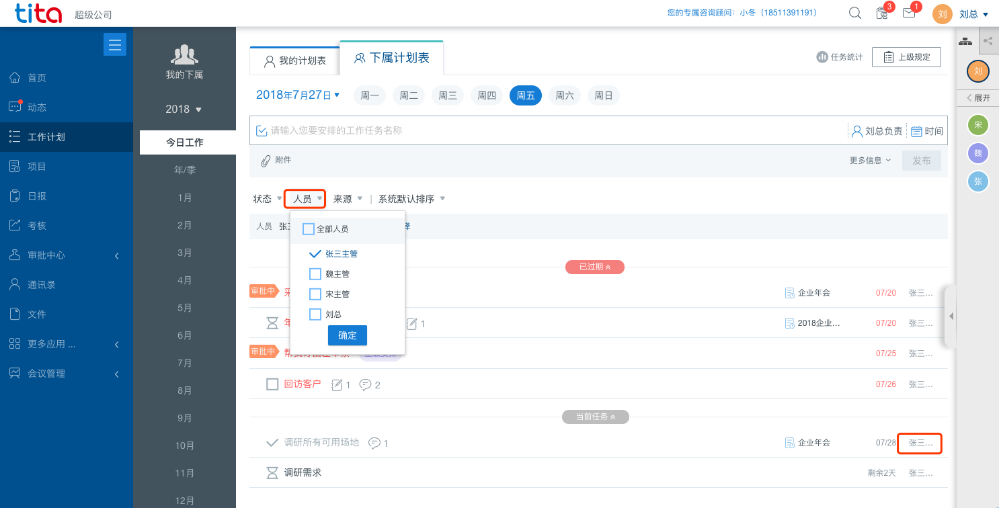 tita 超级公司
您的专属咨询顾问：小冬（18511391191）
3
1
刘 刘总
首页
动态
工作计划
项目
日报
考核
审批中心
通讯录
文件
更多应用 ...
会议管理
我的下属
2018
今日工作
年/季
1月
2月
3月
4月
5月
6月
7月
8月
9月
10月
11月
12月
我的计划表 下属计划表
任务统计 上级规定
2018年7月27日 周一 周二 周三 周四 周五 周六 周日
请输入您要安排的工作任务名称 刘总负责 时间
附件 更多信息 发布
状态 人员 来源 | 系统默认排序
人员
全部人员
张三主管
魏主管
宋主管
刘总
确定
已过期
审批中 企业年会 07/20 张三...
1 2018企业... 07/20 张三...
审批中 07/25 张三...
回访客户 1 2 07/26 张三...
当前任务
调研所有可用场地 1 企业年会 07/28 张三...
调研需求 剩余2天 张三...
刘
展开
宋
魏
张